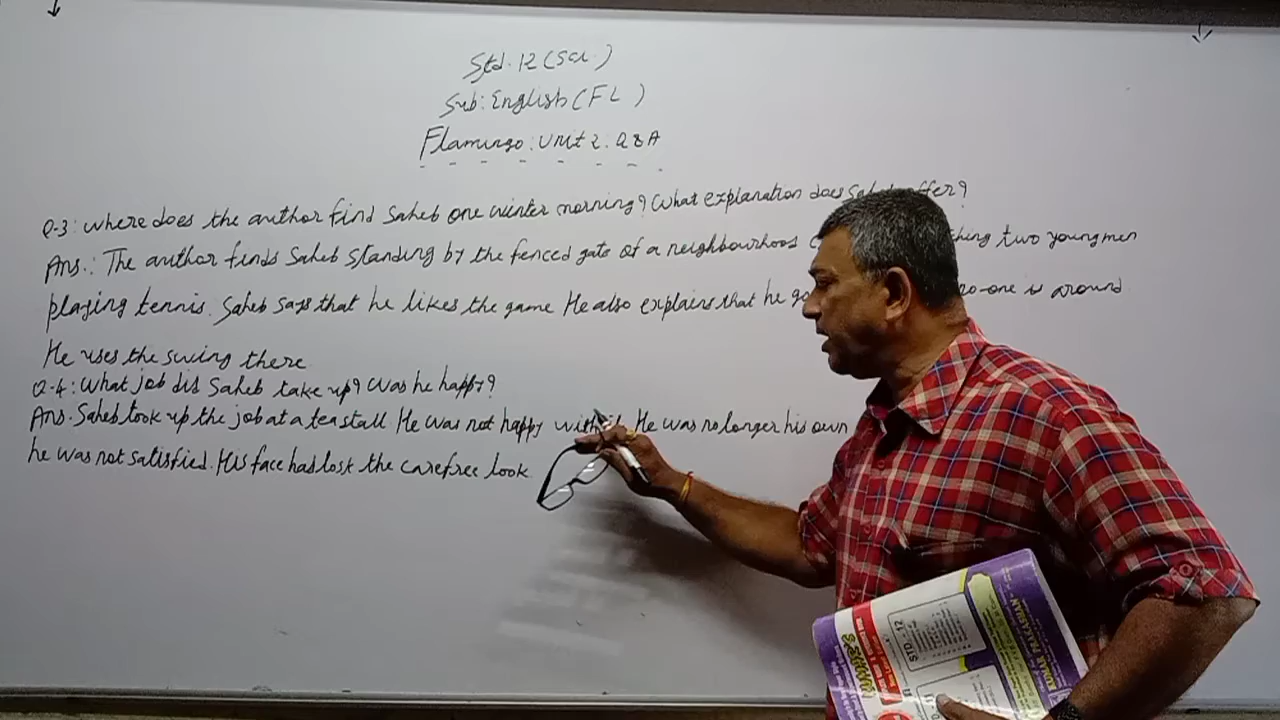 Std. 12 (Sci.)
Sub: English (FL)
Flamingo: Unit 2: Q & A
Q-3: Where does the author find Saheb one winter morning? What explanation does Saheb offer?
Ans.: The author finds Saheb standing by the fenced gate of a neighbourhood two young men
playing tennis. Saheb says that he likes the game He also explains that he no-one is around
He uses the swing there
Q-4: What job did Saheb take up? Was he happy?
Ans. Saheb took up the job at a tea stall He was not happy with it He was no longer his own
he was not satisfied. His face had lost the carefree look.
STD. - 12